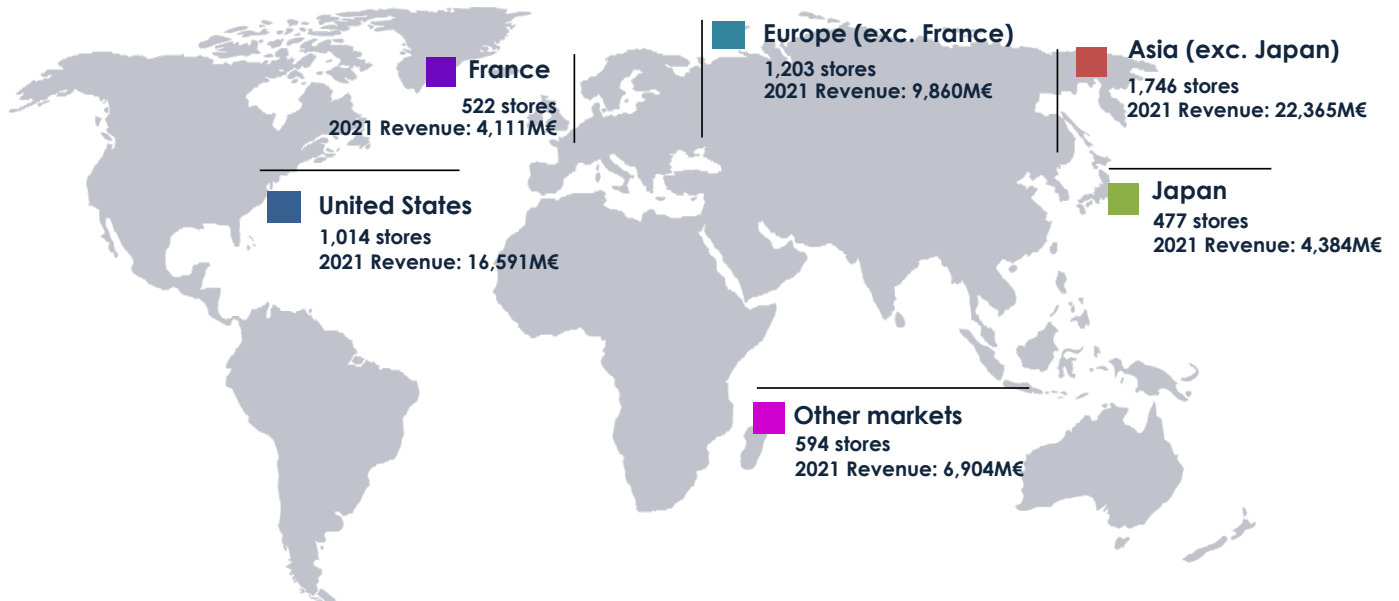 France
522 stores
2021 Revenue: 4,111M€
Europe (exc. France)
1,203 stores
2021 Revenue: 9,860M€
Asia (exc. Japan)
1,746 stores
2021 Revenue: 22,365M€
United States
1,014 stores
2021 Revenue: 16,591M€
Japan
477 stores
2021 Revenue: 4,384M€
Other markets
594 stores
2021 Revenue: 6,904M€